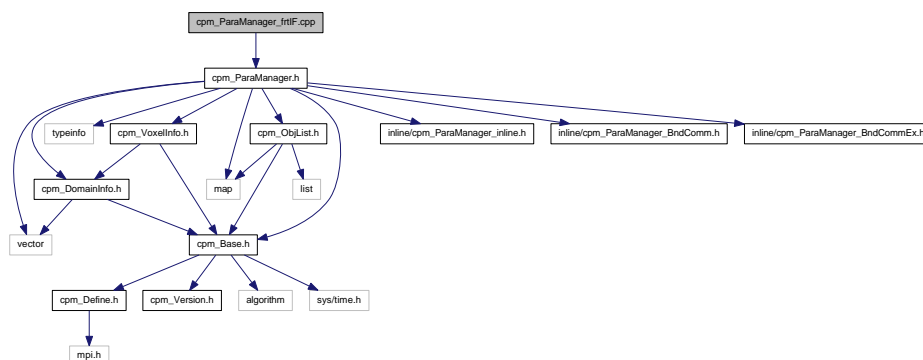 cpm_ParaManager_frtIF.cpp
cpm_ParaManager.h
typeinfo
cpm_VoxelInfo.h
cpm_ObjList.h
inline/cpm_ParaManager_inline.h
inline/cpm_ParaManager_BndComm.h
inline/cpm_ParaManager_BndCommEx.h
cpm_DomainInfo.h
map
list
vector
cpm_Base.h
cpm_Define.h
cpm_Version.h
algorithm
sys/time.h
mpi.h